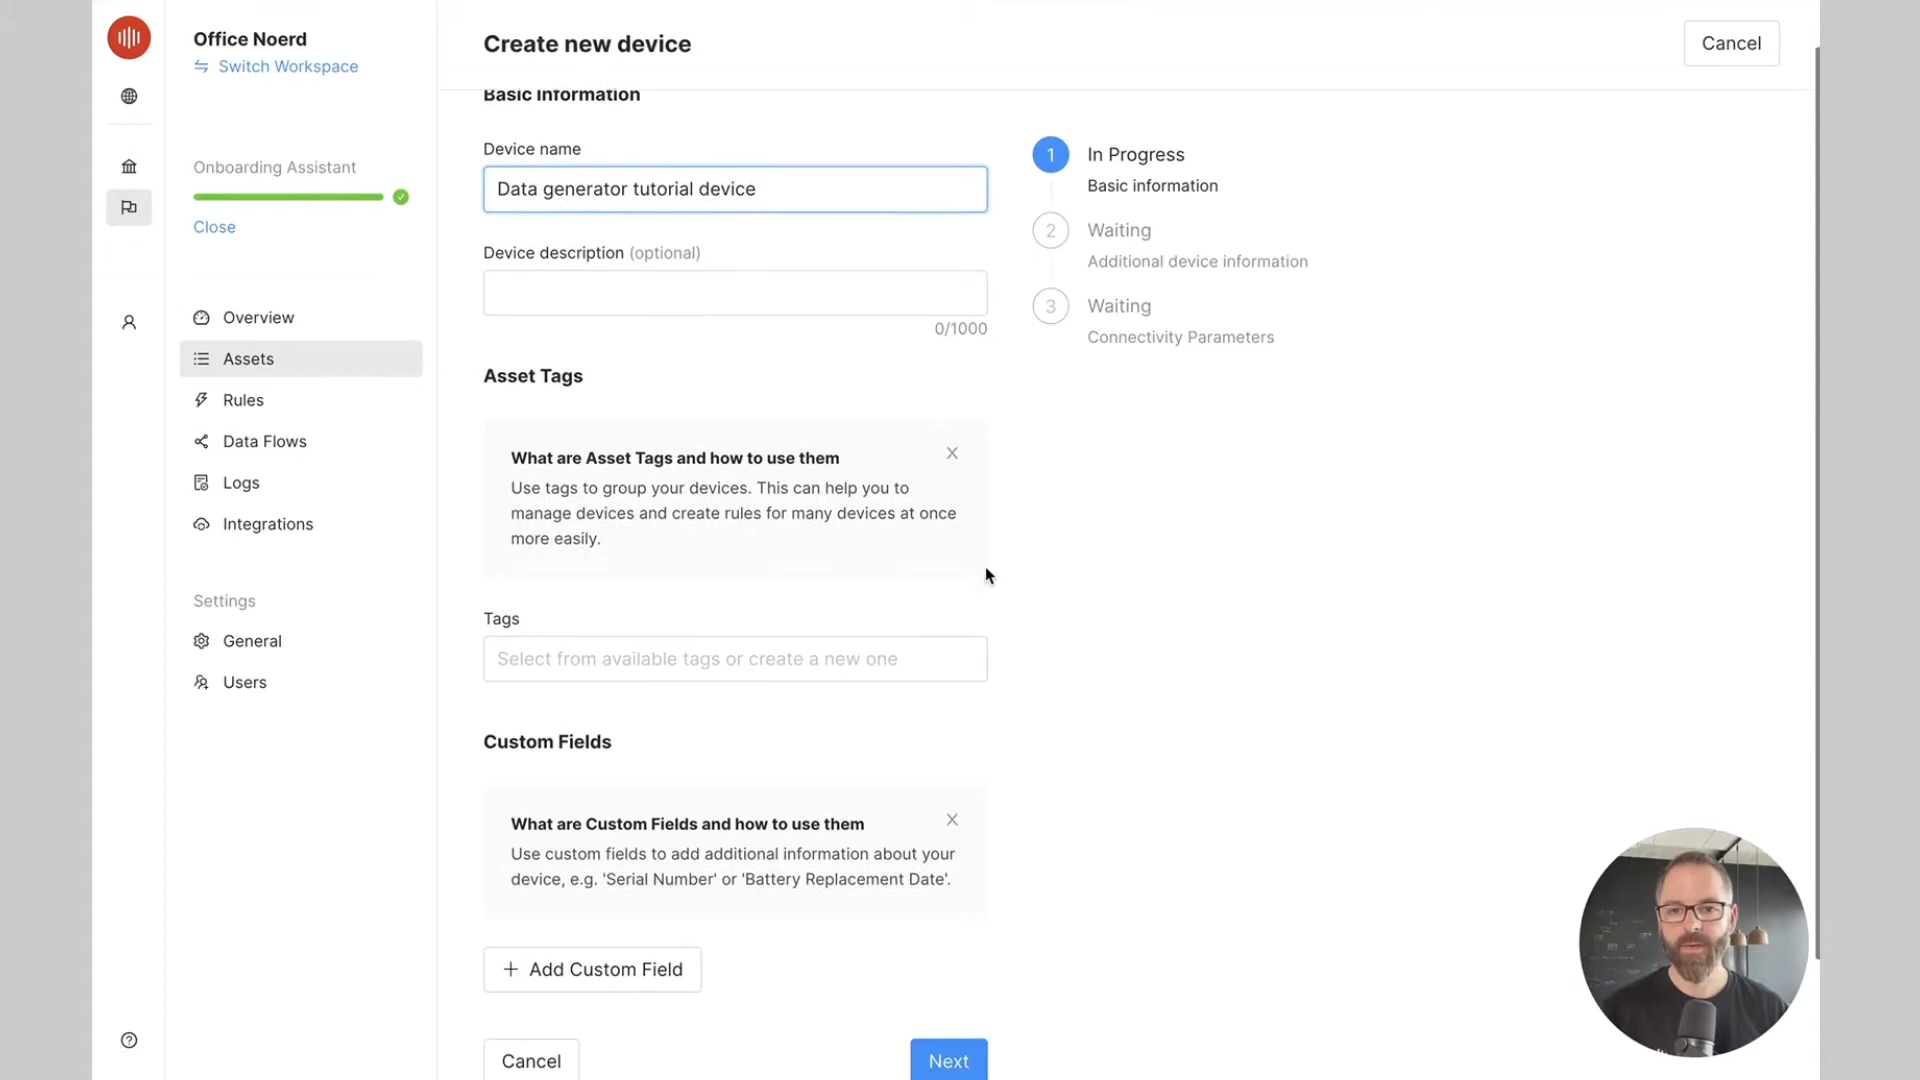 Office Noerd
Switch Workspace
Onboarding Assistant
Close
Overview
Assets
Rules
Data Flows
Logs
Integrations
Settings
General
Users
Create new device
Cancel
Basic Information
Device name
Data generator tutorial device
Device description (optional)
0/1000
Asset Tags
What are Asset Tags and how to use them
Use tags to group your devices. This can help you to
manage devices and create rules for many devices at once
more easily.
Tags
Select from available tags or create a new one
Custom Fields
What are Custom Fields and how to use them
Use custom fields to add additional information about your
device, e.g. 'Serial Number' or 'Battery Replacement Date'.
+ Add Custom Field
Cancel
Next
1 In Progress
Basic information
2 Waiting
Additional device information
3 Waiting
Connectivity Parameters